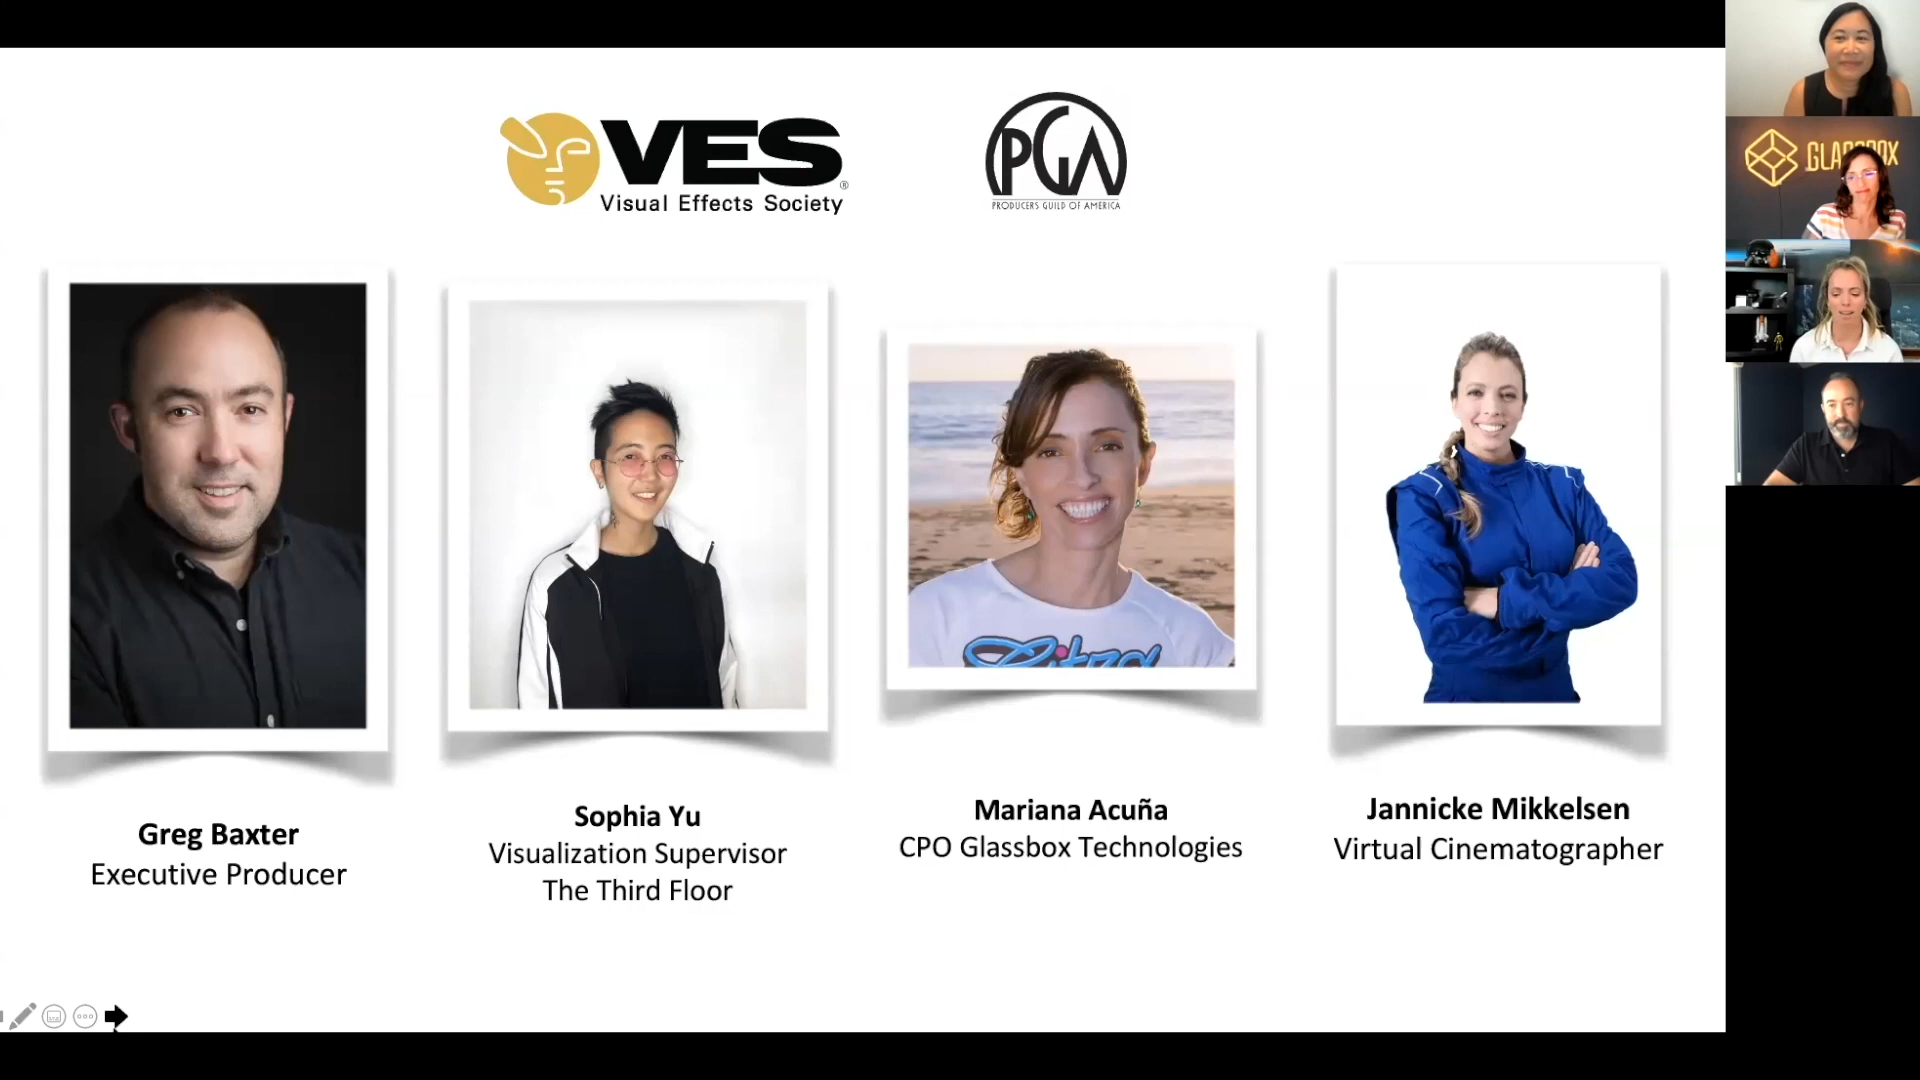 VES®
Visual Effects Society
PGA
PRODUCERS GUILD OF AMERICA
Greg Baxter
Executive Producer
Sophia Yu
Visualization Supervisor
The Third Floor
Mariana Acuña
CPO Glassbox Technologies
Jannicke Mikkelsen
Virtual Cinematographer